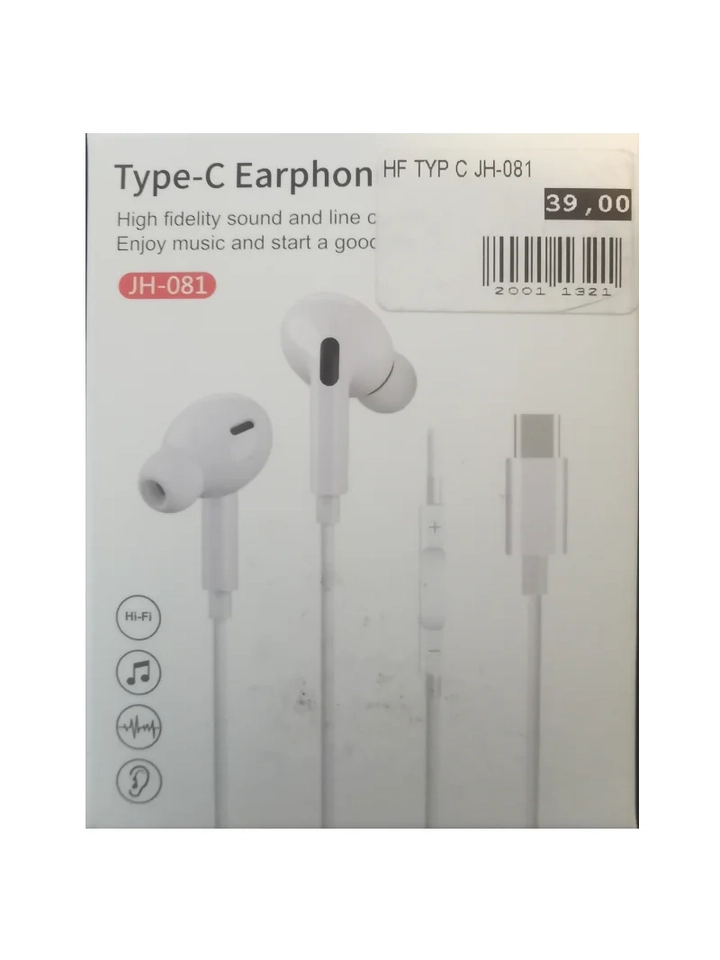 Type-C Earphon
HF TYP C JH-081
39,00
High fidelity sound and line
Enjoy music and start a good
JH-081
2001 1321
+
-
Hi-Fi